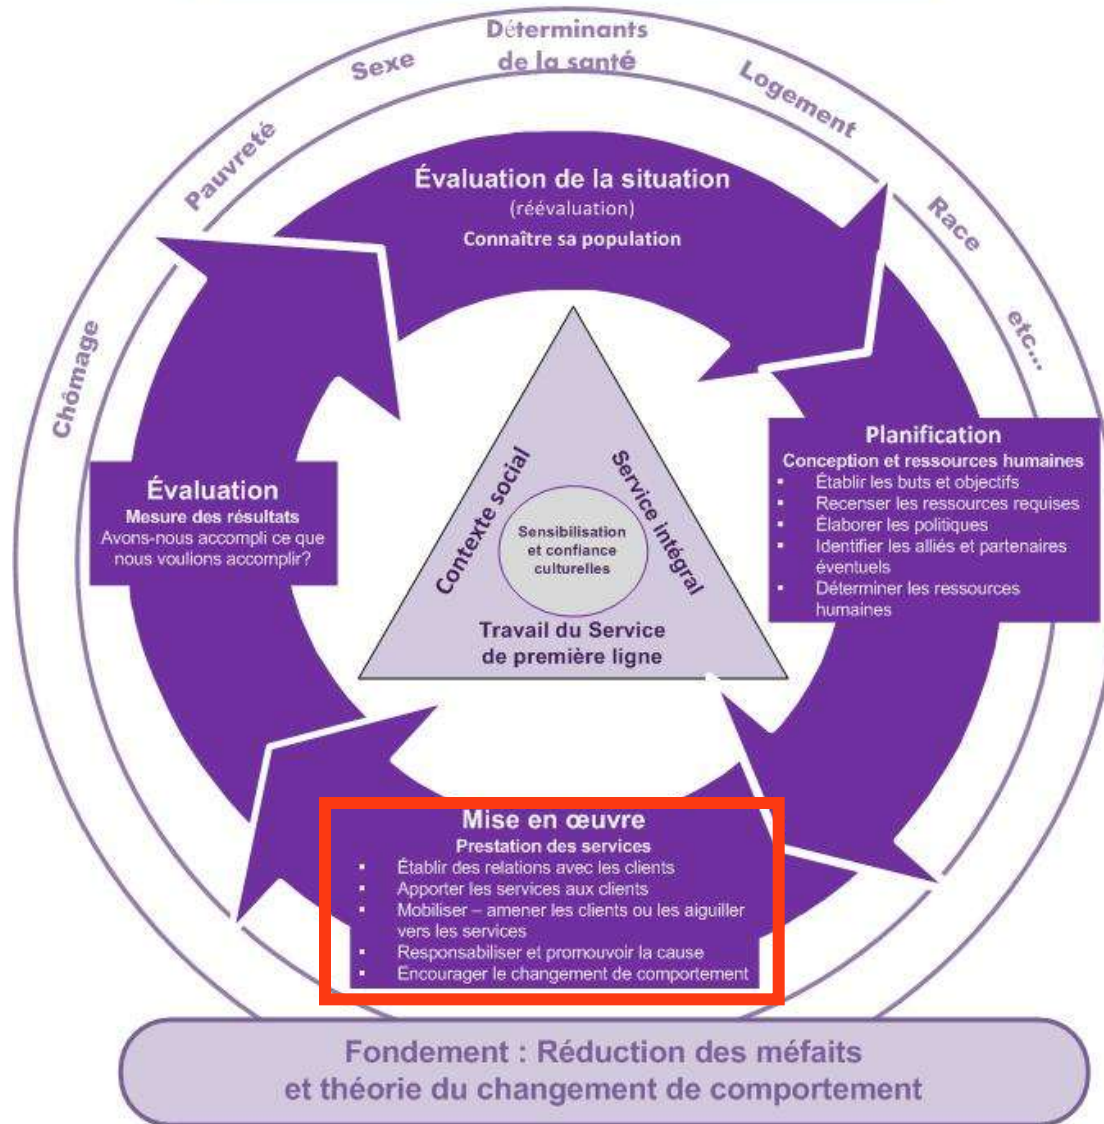 Déterminants
de la santé
Sexe
Logement
Pauvreté
Race
Chômage
etc...
Évaluation de la situation
(réévaluation)
Connaître sa population
Planification
Conception et ressources humaines
▪ Établir les buts et objectifs
▪ Recenser les ressources requises
▪ Élaborer les politiques
▪ Identifier les alliés et partenaires
éventuels
▪ Déterminer les ressources
humaines
Évaluation
Mesure des résultats
Avons-nous accompli ce que
nous voulions accomplir?
Contexte social
Service intégral
Sensibilisation
et confiance
culturelles
Travail du Service
de première ligne
Mise en œuvre
Prestation des services
▪ Établir des relations avec les clients
▪ Apporter les services aux clients
▪ Mobiliser – amener les clients ou les aiguiller
vers les services
▪ Responsabiliser et promouvoir la cause
▪ Encourager le changement de comportement
Fondement : Réduction des méfaits
et théorie du changement de comportement